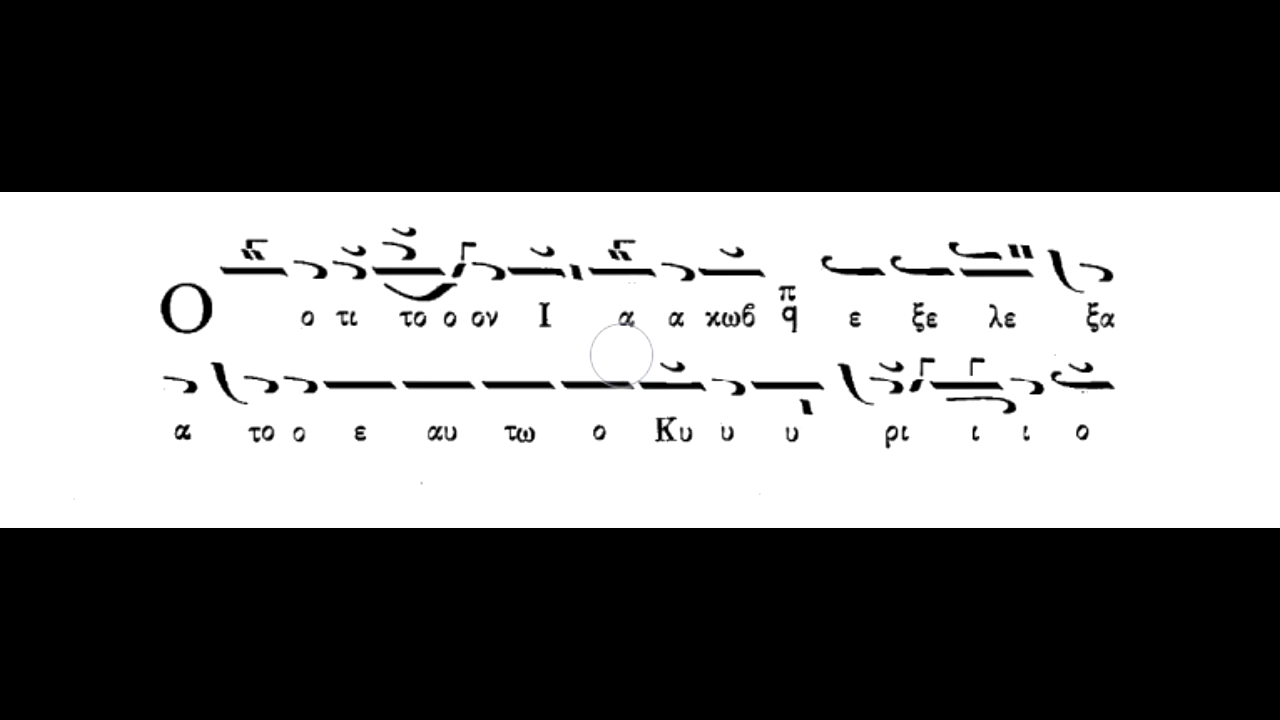 Ο ο τι το ο ον Ι α α κωβ π q ε ξε λε ξα
α το ο ε αυ τω ο Κυ υ υ ρι ι ι ο